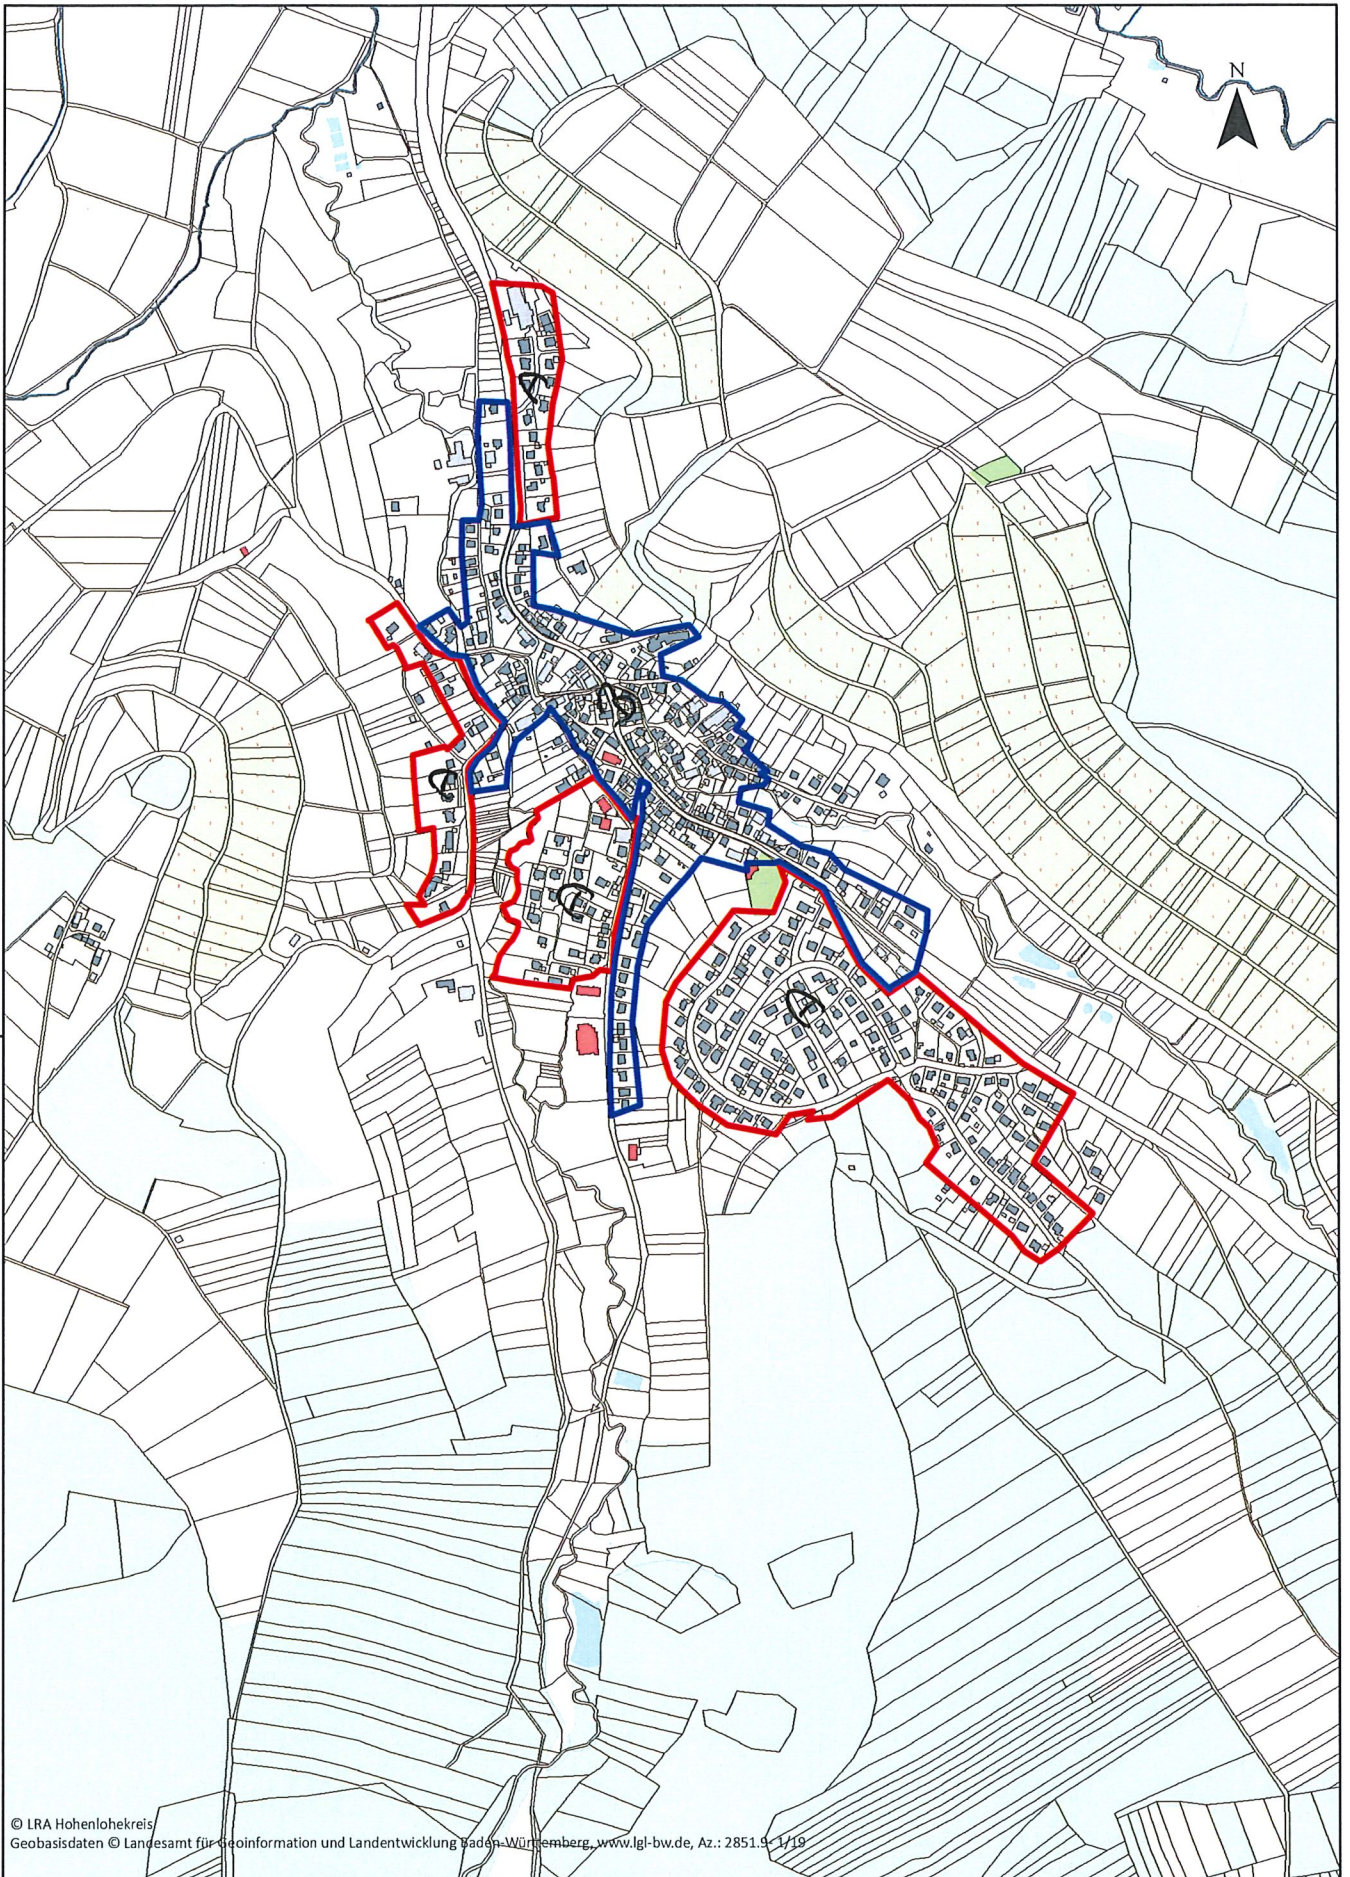 N
A
B
A
© LRA Hohenlohekreis
Geobasisdaten © Landesamt für Geoinformation und Landentwicklung Baden-Württemberg, www.lgl-bw.de, Az.: 2851.9-1/19